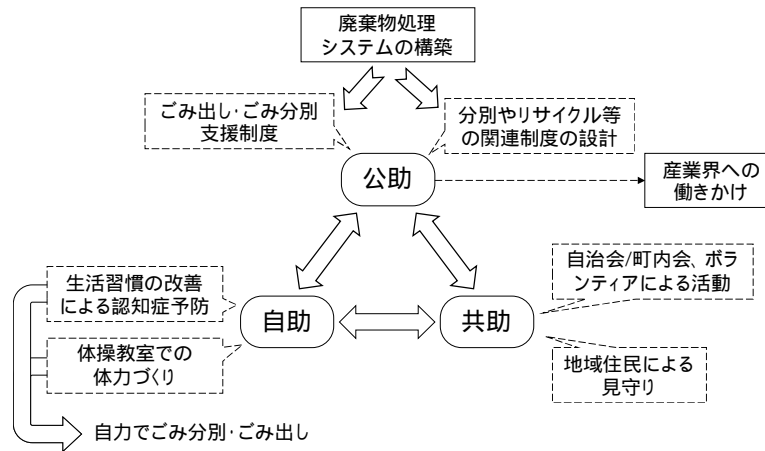 廃棄物処理
システムの構築
ごみ出し･ごみ分別
支援制度
分別やリサイクル等
の関連制度の設計
公助
産業界への
働きかけ
生活習慣の改善
による認知症予防
自治会/町内会、ボラ
ンティアによる活動
自助
共助
体操教室での
体力づくり
地域住民による
見守り
自力でごみ分別･ごみ出し